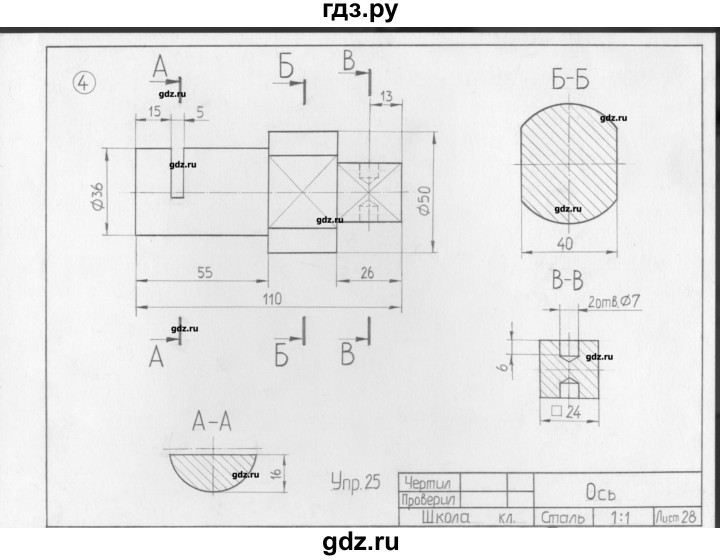 гдз.ру
4
А Б В
gdz.ru
13
15 5
gdz.ru
Ø36
gdz.ru
Ø50
55 26
110
gdz.ru
А Б В
Б-Б
gdz.ru
40
В-В
2отв. Ø7
gdz.ru
6
□ 24
А-А
gdz.ru
16
Упр. 25
Чертил
Проверил
Ось
Школа кл. Сталь 1:1 Лист 28
gdz.ru